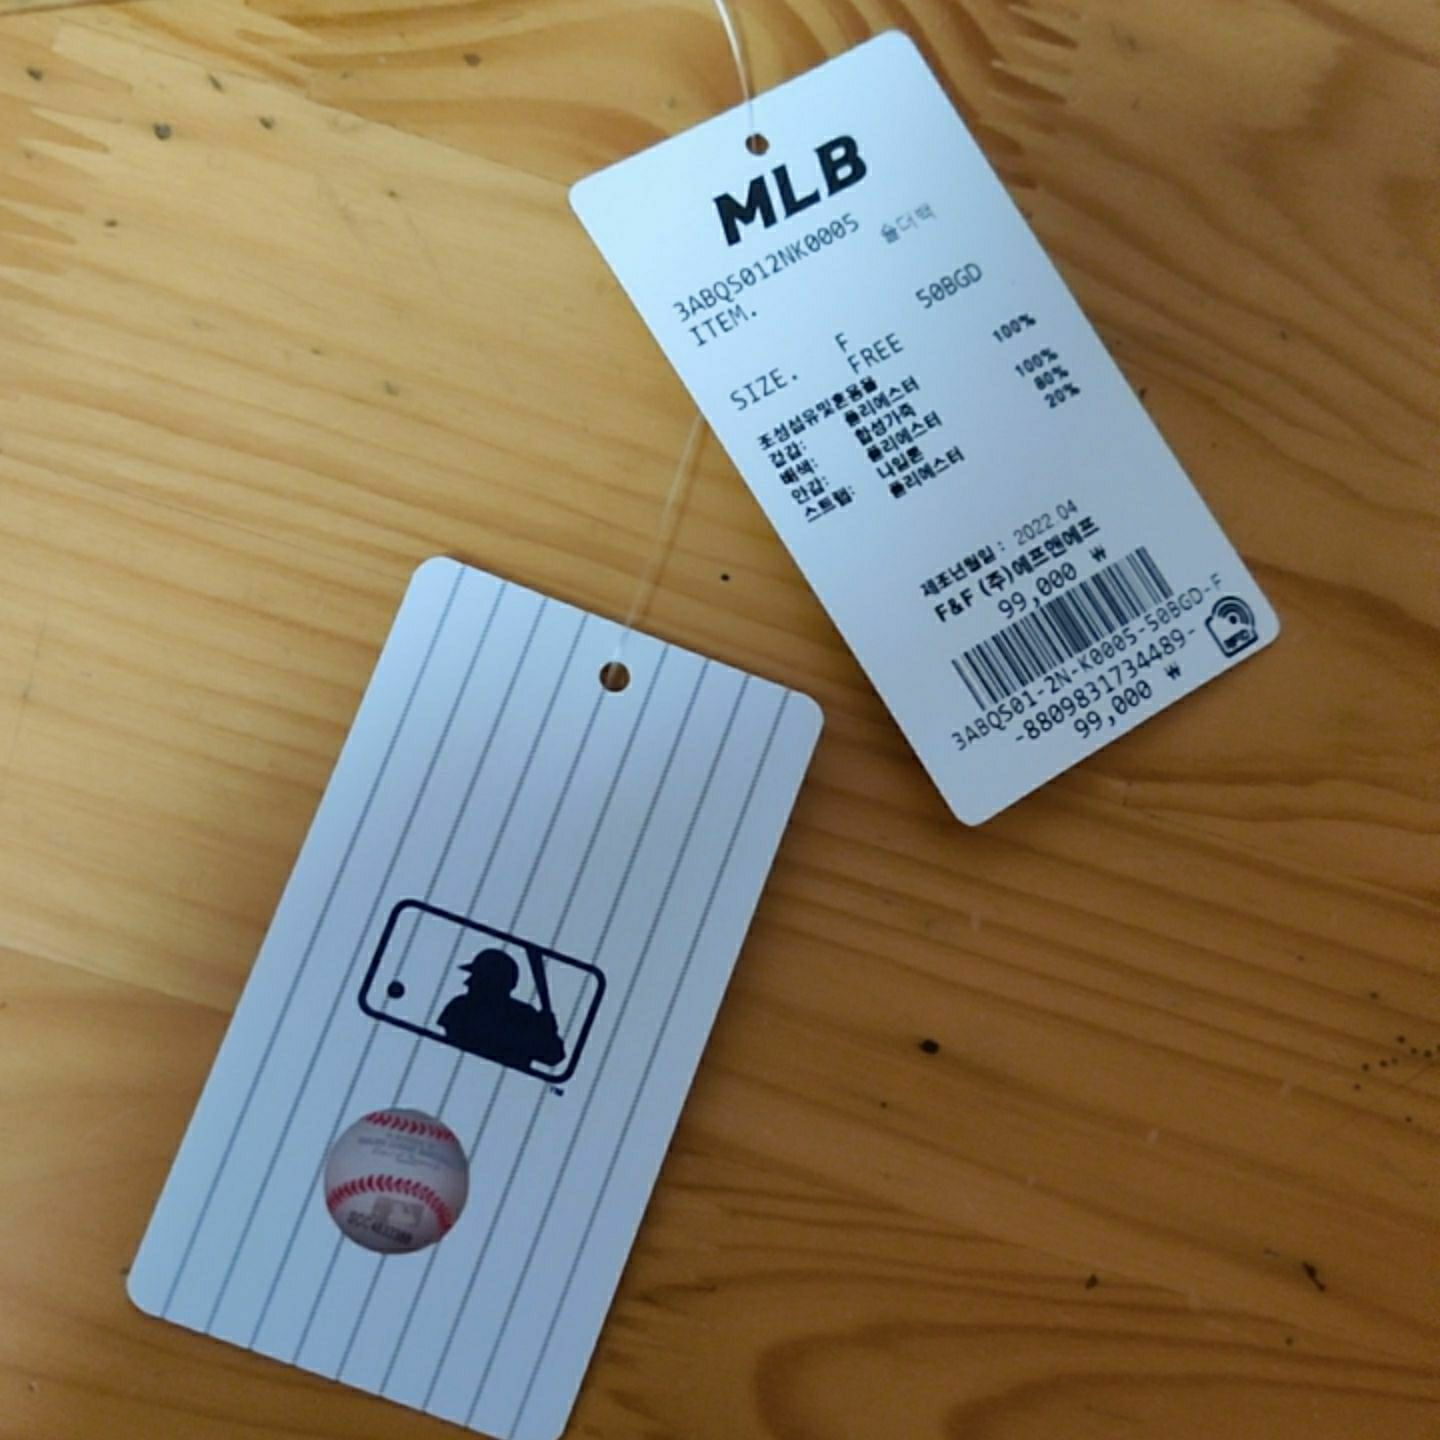 MLB
3ABQS012NK0005 숄더백
ITEM. 50BGD
SIZE. F
FREE
조성섬유및혼용율
겉감: 폴리에스터 100%
배색: 합성가죽
안감: 폴리에스터 100%
스트랩: 나일론 80%
폴리에스터 20%
제조년월일 : 2022.04
F&F (주)에프앤에프
99,000 ₩
3ABQS01-2N-K0005-50BGD-F
-8809831734489-
99,000 ₩
TM